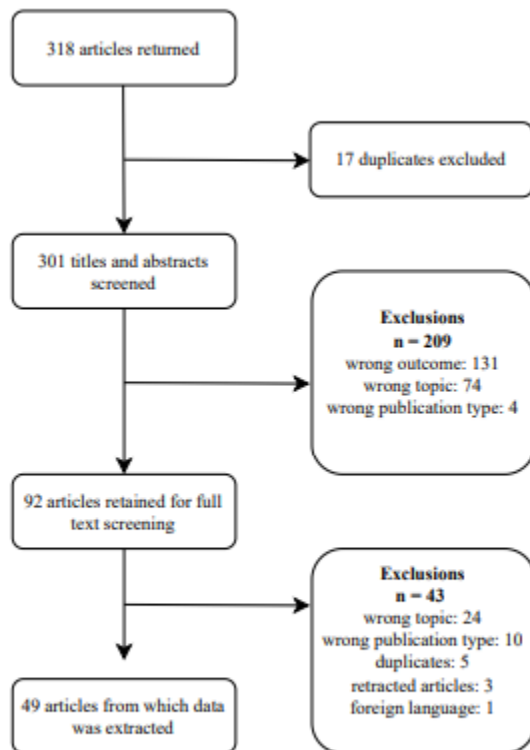 318 articles returned
17 duplicates excluded
301 titles and abstracts
screened
Exclusions
n = 209
wrong outcome: 131
wrong topic: 74
wrong publication type: 4
92 articles retained for full
text screening
Exclusions
n = 43
wrong topic: 24
wrong publication type: 10
duplicates: 5
retracted articles: 3
foreign language: 1
49 articles from which data
was extracted